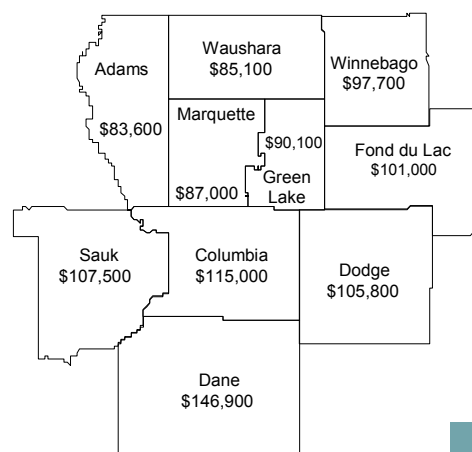 Waushara
$85,100
Winnebago
$97,700
Adams
$83,600
Marquette
$87,000
$90,100
Green
Lake
Fond du Lac
$101,000
Sauk
$107,500
Columbia
$115,000
Dodge
$105,800
Dane
$146,900